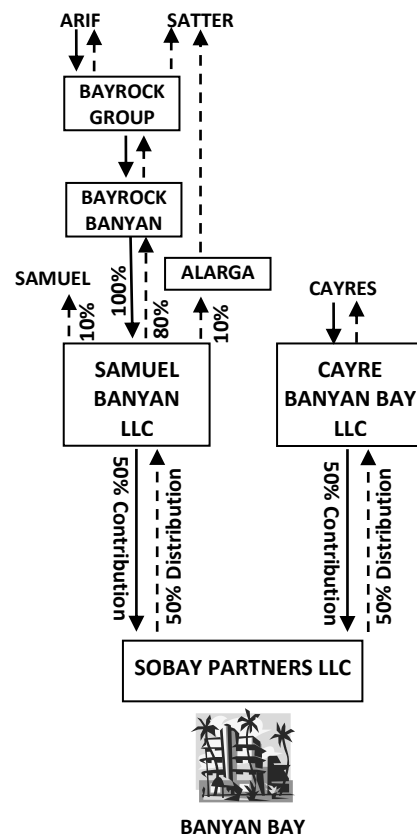 ARIF SATTER
BAYROCK
GROUP
BAYROCK
BANYAN
SAMUEL
10%
100%
80%
ALARGA
10%
CAYRES
SAMUEL
BANYAN
LLC
CAYRE
BANYAN BAY
LLC
50% Contribution
50% Distribution
50% Contribution
50% Distribution
SOBAY PARTNERS LLC
BANYAN BAY